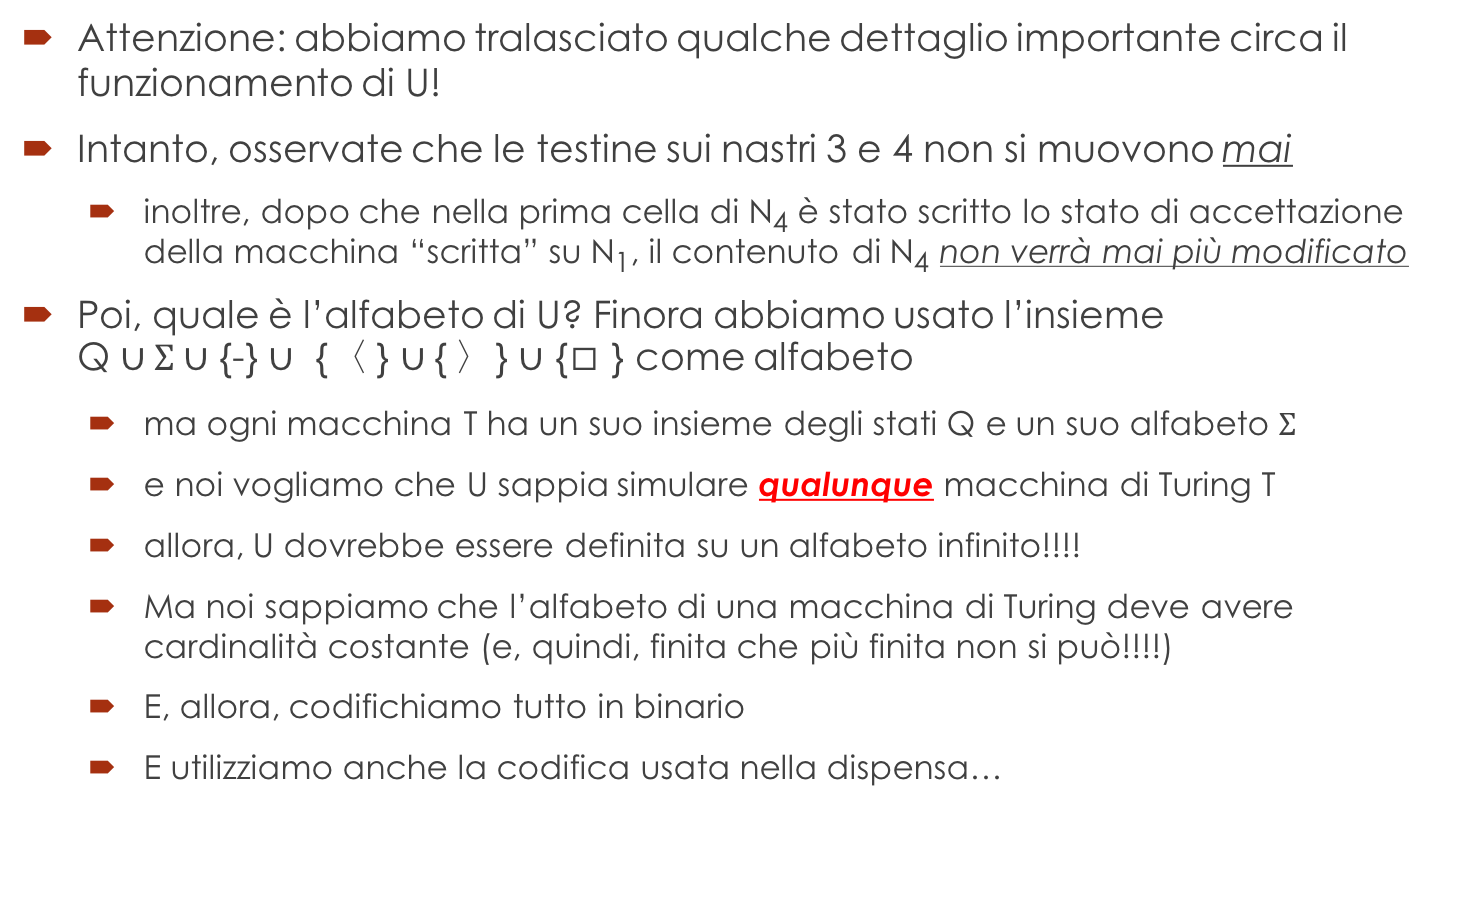 Attenzione: abbiamo tralasciato qualche dettaglio importante circa il
funzionamento di U!
Intanto, osservate che le testine sui nastri 3 e 4 non si muovono mai
inoltre, dopo che nella prima cella di N₄ è stato scritto lo stato di accettazione
della macchina “scritta” su N₁, il contenuto di N₄ non verrà mai più modificato
Poi, quale è l’alfabeto di U? Finora abbiamo usato l’insieme
Q ∪ Σ ∪ {-} ∪ {〈 } ∪ { 〉 } ∪ {□ } come alfabeto
ma ogni macchina T ha un suo insieme degli stati Q e un suo alfabeto Σ
e noi vogliamo che U sappia simulare qualunque macchina di Turing T
allora, U dovrebbe essere definita su un alfabeto infinito!!!!
Ma noi sappiamo che l’alfabeto di una macchina di Turing deve avere
cardinalità costante (e, quindi, finita che più finita non si può!!!!)
E, allora, codifichiamo tutto in binario
E utilizziamo anche la codifica usata nella dispensa…